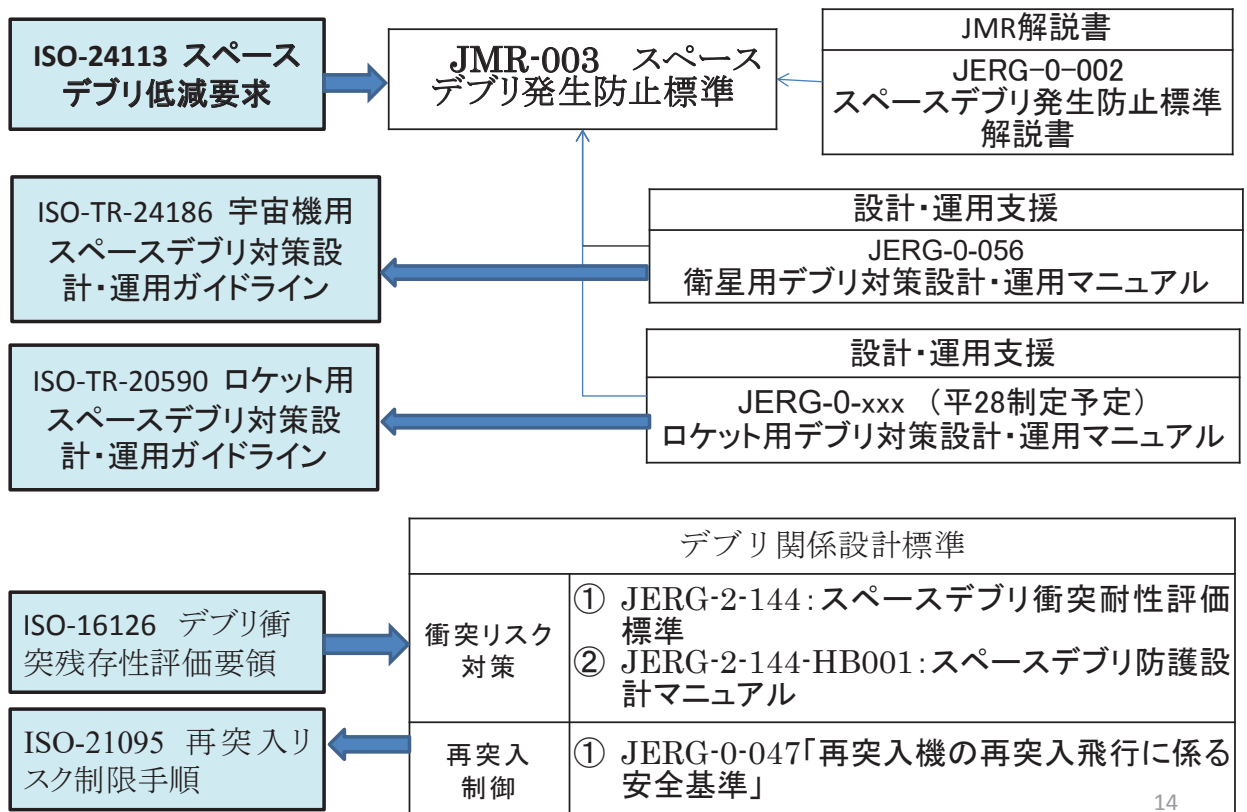 ISO-24113 スペース
デブリ低減要求
JMR-003　スペース
デブリ発生防止標準
JMR解説書
JERG-0-002
スペースデブリ発生防止標準
解説書
ISO-TR-24186 宇宙機用
スペースデブリ対策設
計・運用ガイドライン
設計・運用支援
JERG-0-056
衛星用デブリ対策設計・運用マニュアル
ISO-TR-20590 ロケット用
スペースデブリ対策設
計・運用ガイドライン
設計・運用支援
JERG-0-xxx （平28制定予定）
ロケット用デブリ対策設計・運用マニュアル
デブリ関係設計標準
ISO-16126 デブリ衝
突残存性評価要領
衝突リスク
対策
① JERG-2-144：スペースデブリ衝突耐性評価
標準
② JERG-2-144-HB001：スペースデブリ防護設
計マニュアル
ISO-21095 再突入リ
スク制限手順
再突入
制御
① JERG-0-047「再突入機の再突入飛行に係る
安全基準」
14